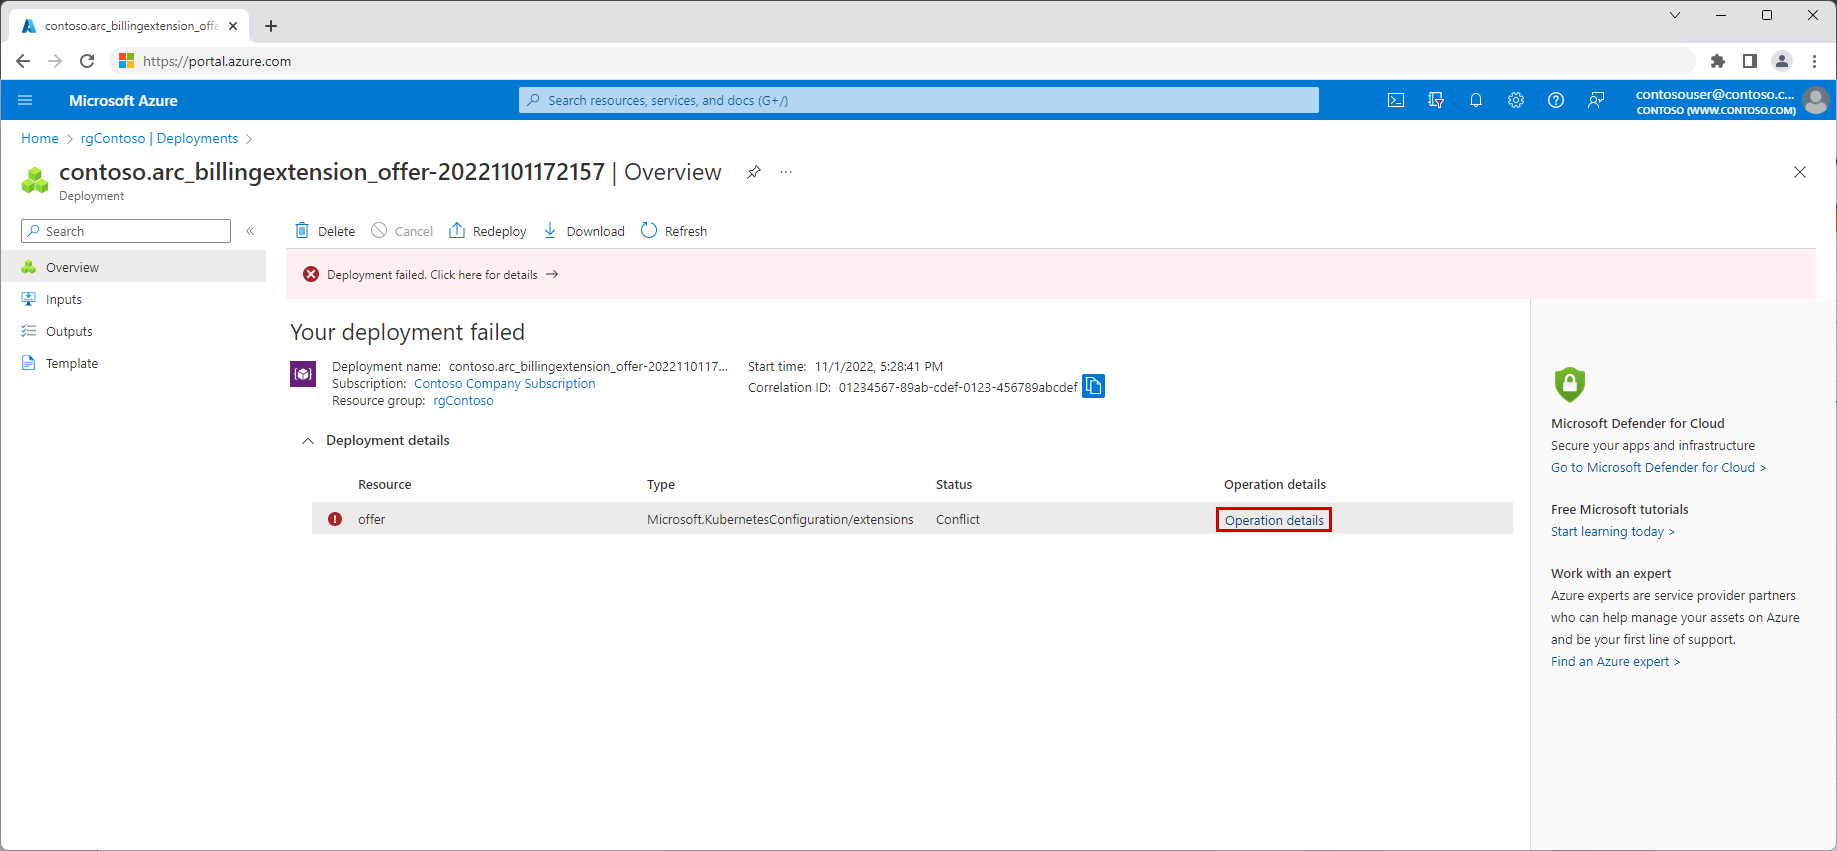 contoso.arc_billingextension_offe
https://portal.azure.com
Microsoft Azure
Search resources, services, and docs (G+/)
contosouser@contoso.c...
CONTOSO (WWW.CONTOSO.COM)
Home > rgContoso | Deployments >
contoso.arc_billingextension_offer-20221101172157 | Overview
Deployment
Search
Delete Cancel Redeploy Download Refresh
Overview
Inputs
Outputs
Template
Deployment failed. Click here for details →
Your deployment failed
Deployment name: contoso.arc_billingextension_offer-2022110117...
Subscription: Contoso Company Subscription
Resource group: rgContoso
Start time: 11/1/2022, 5:28:41 PM
Correlation ID: 01234567-89ab-cdef-0123-456789abcdef
Deployment details
Resource Type Status Operation details
offer Microsoft.KubernetesConfiguration/extensions Conflict Operation details
Microsoft Defender for Cloud
Secure your apps and infrastructure
Go to Microsoft Defender for Cloud >
Free Microsoft tutorials
Start learning today >
Work with an expert
Azure experts are service provider partners
who can help manage your assets on Azure
and be your first line of support.
Find an Azure expert >